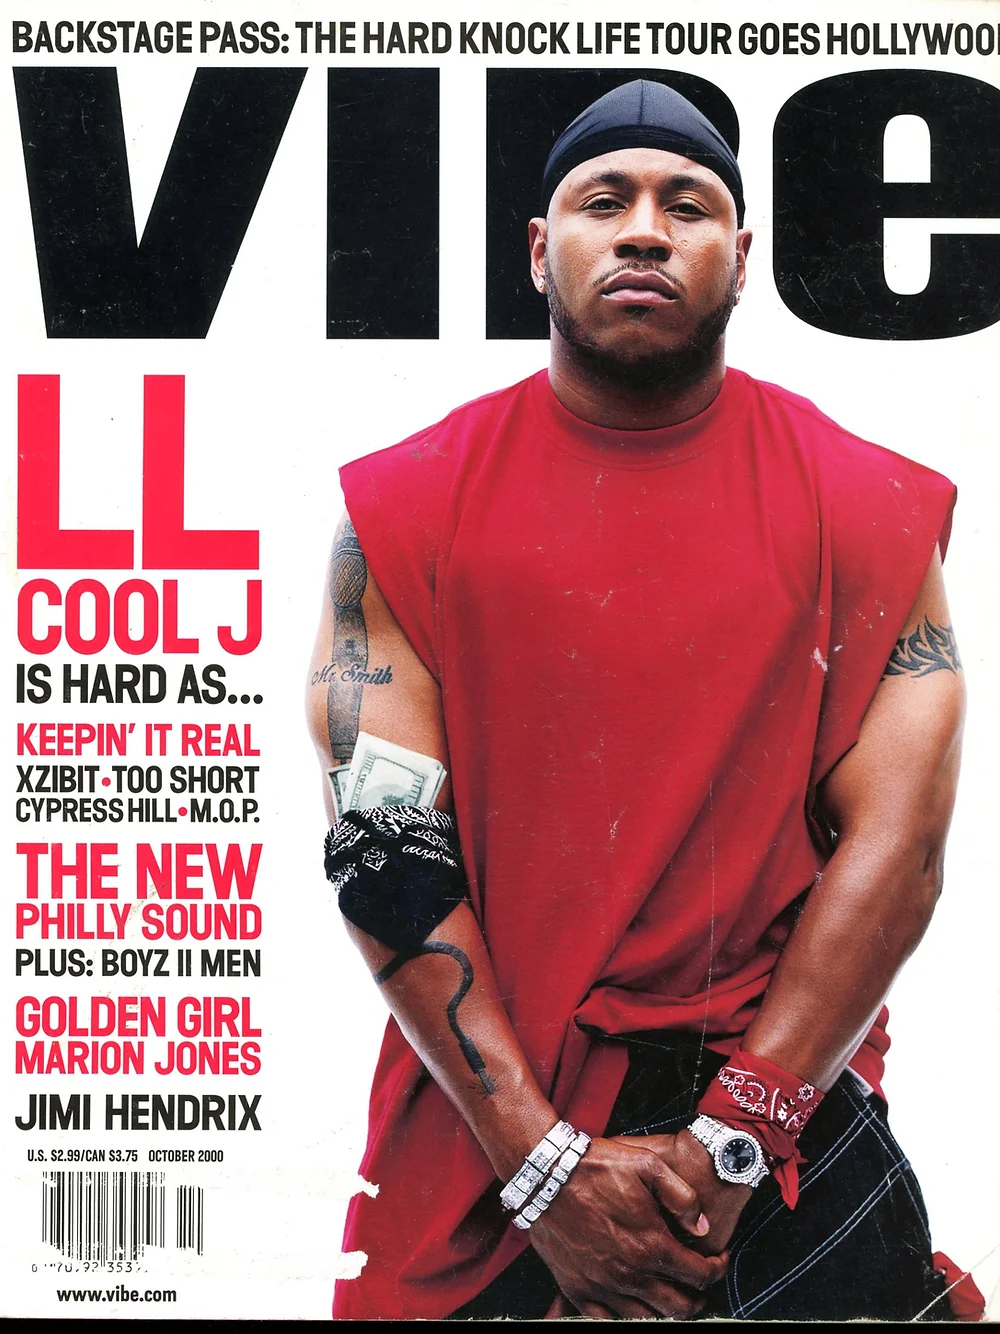 BACKSTAGE PASS: THE HARD KNOCK LIFE TOUR GOES HOLLYWOO
VIBe
LL
COOL J
IS HARD AS...
KEEPIN' IT REAL
XZIBIT•TOO SHORT
CYPRESS HILL•M.O.P.
THE NEW
PHILLY SOUND
PLUS: BOYZ II MEN
GOLDEN GIRL
MARION JONES
JIMI HENDRIX
U.S. $2.99/CAN $3.75 OCTOBER 2000
www.vibe.com
Mr. Smith